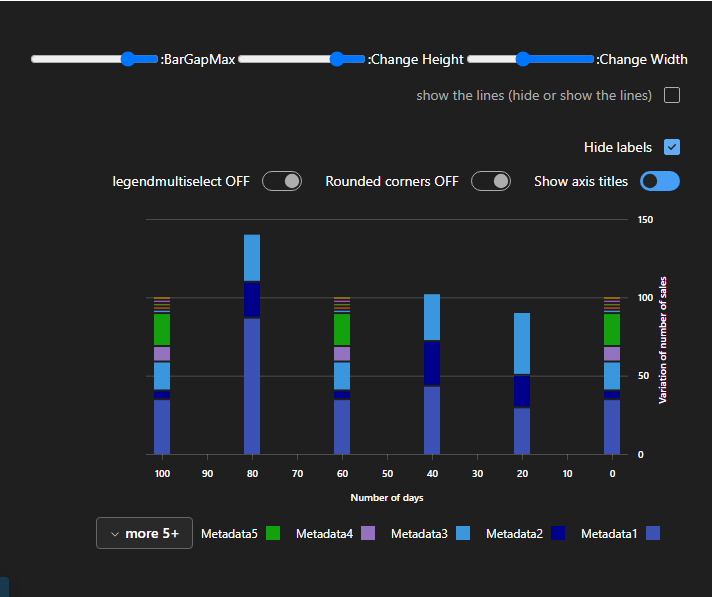 :BarGapMax :Change Height :Change Width
show the lines (hide or show the lines)
Hide labels
legendmultiselect OFF Rounded corners OFF Show axis titles
150
100
50
0
Variation of number of sales
100 90 80 70 60 50 40 30 20 10 0
Number of days
more 5+ Metadata5 Metadata4 Metadata3 Metadata2 Metadata1